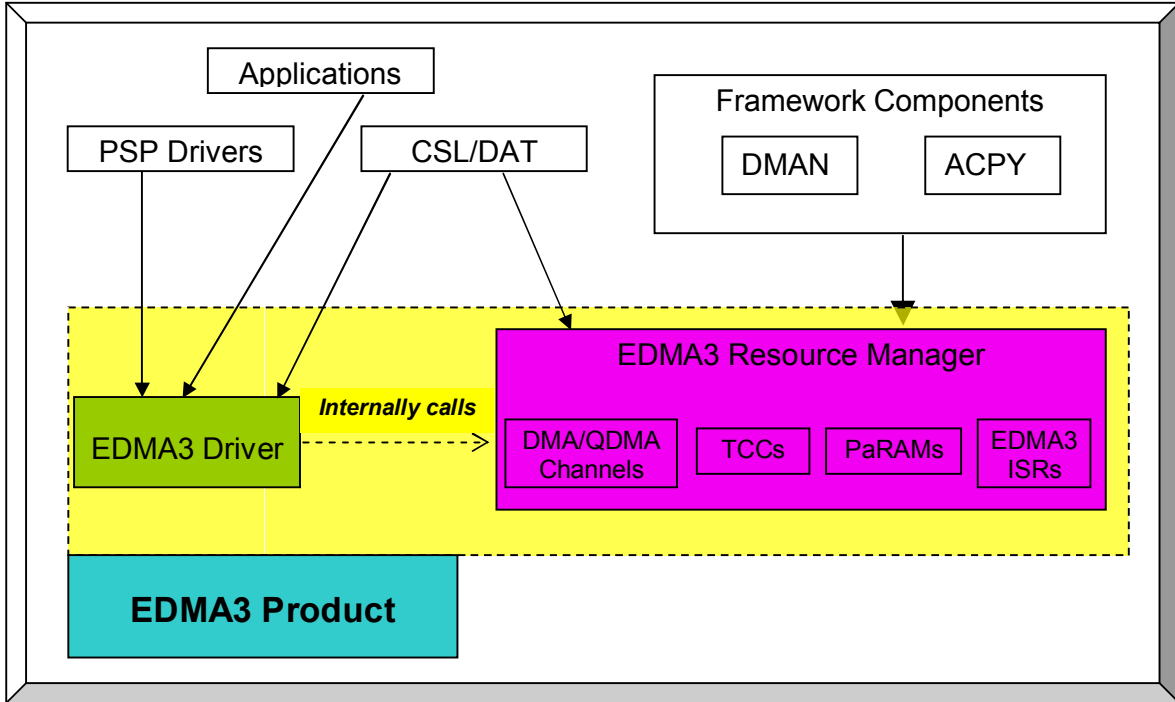 Applications
Framework Components
PSP Drivers
CSL/DAT
DMAN
ACPY
EDMA3 Resource Manager
Internally calls
EDMA3 Driver
DMA/QDMA
Channels
TCCs
PaRAMs
EDMA3
ISRs
EDMA3 Product